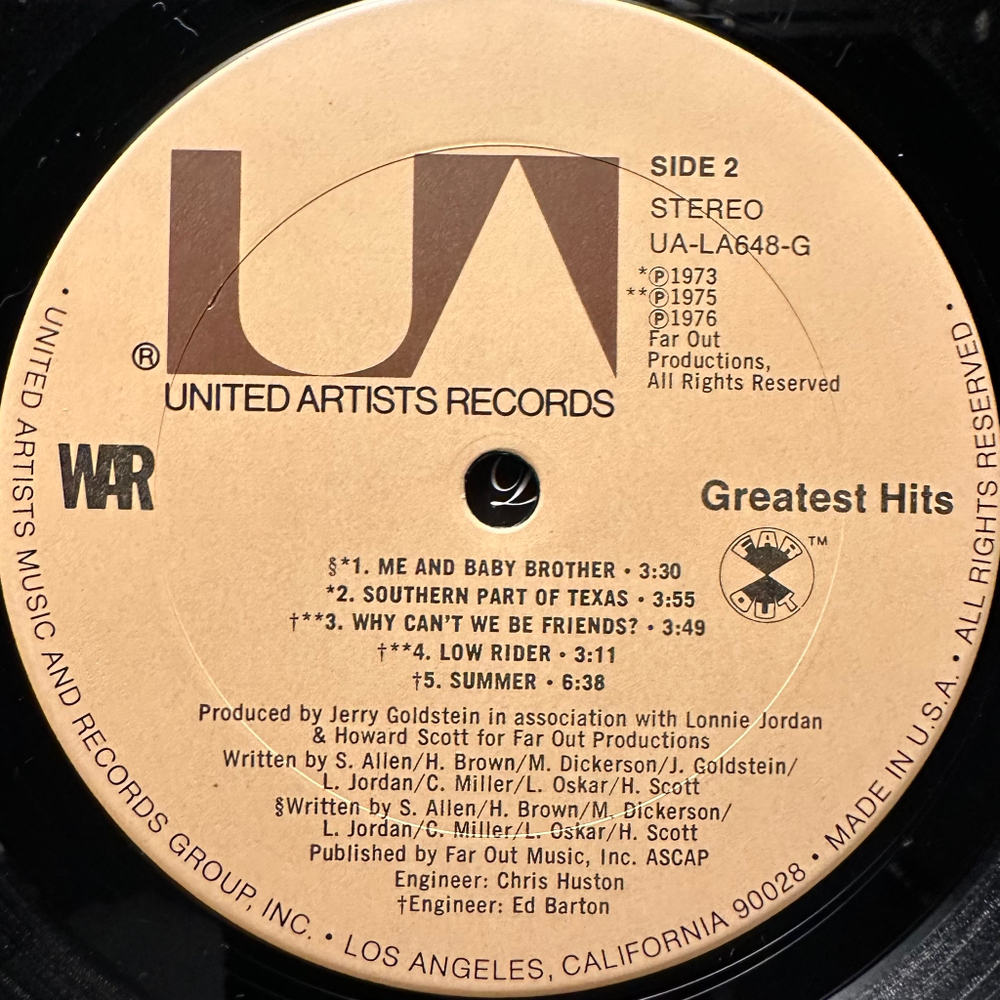 UA
SIDE 2
STEREO
UA-LA648-G
*Ⓟ1973
**Ⓟ1975
Ⓟ1976
Far Out
Productions,
All Rights Reserved
®
UNITED ARTISTS RECORDS
WAR
2
Greatest Hits
FAR OUT ™
§*1. ME AND BABY BROTHER • 3:30
*2. SOUTHERN PART OF TEXAS • 3:55
†**3. WHY CAN'T WE BE FRIENDS? • 3:49
†**4. LOW RIDER • 3:11
†5. SUMMER • 6:38
Produced by Jerry Goldstein in association with Lonnie Jordan
& Howard Scott for Far Out Productions
Written by S. Allen/H. Brown/M. Dickerson/J. Goldstein/
L. Jordan/C. Miller/L. Oskar/H. Scott
§Written by S. Allen/H. Brown/M. Dickerson/
L. Jordan/C. Miller/L. Oskar/H. Scott
Published by Far Out Music, Inc. ASCAP
Engineer: Chris Huston
†Engineer: Ed Barton
• UNITED ARTISTS MUSIC AND RECORDS GROUP, INC. • LOS ANGELES, CALIFORNIA 90028 • MADE IN U.S.A. • ALL RIGHTS RESERVED •